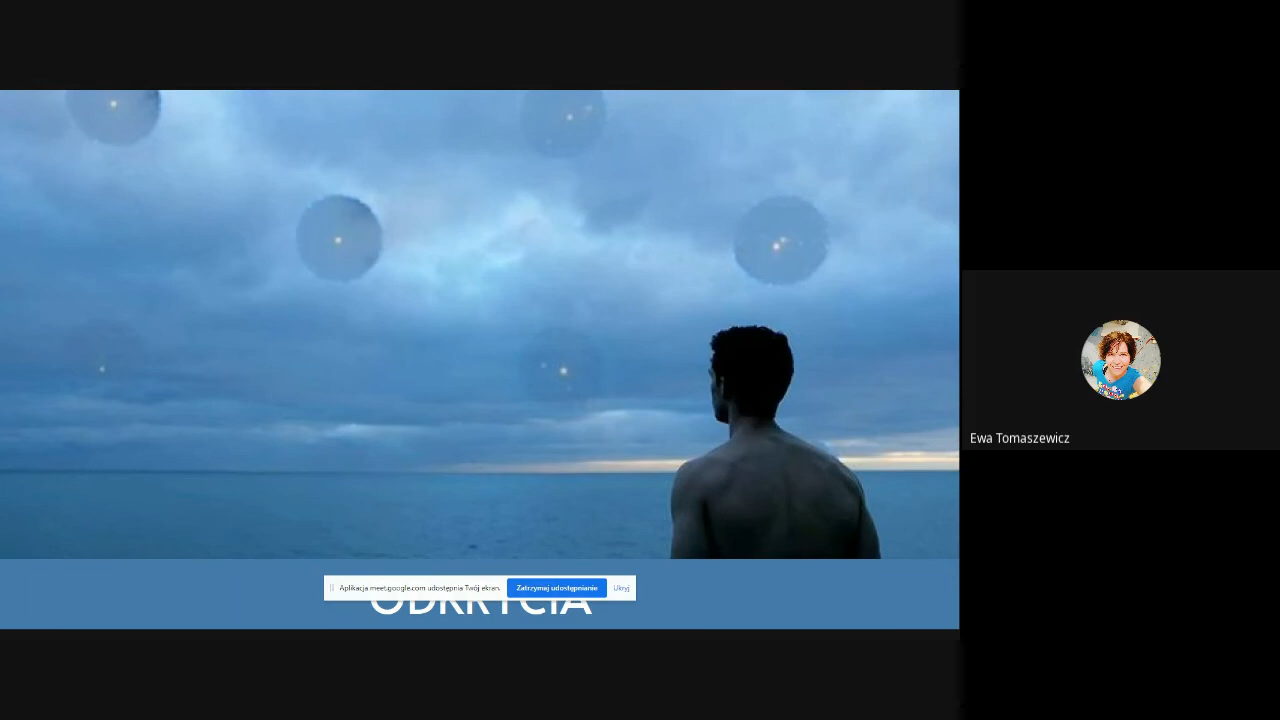 Ewa Tomaszewicz
Aplikacja meet.google.com udostępnia Twój ekran.
Zatrzymaj udostępnianie
Ukryj
ODKRYCIA